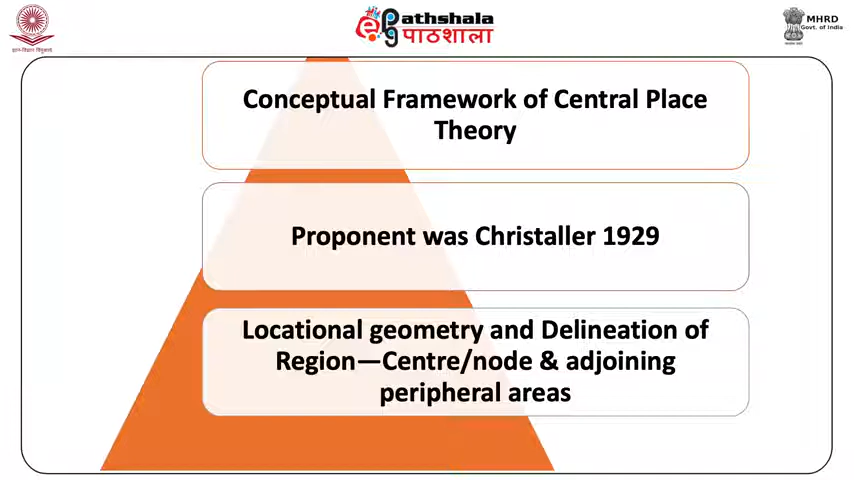 Pathshala
पाठशाला
MHRD
Govt. of India
Conceptual Framework of Central Place
Theory
Proponent was Christaller 1929
Locational geometry and Delineation of
Region—Centre/node & adjoining
peripheral areas